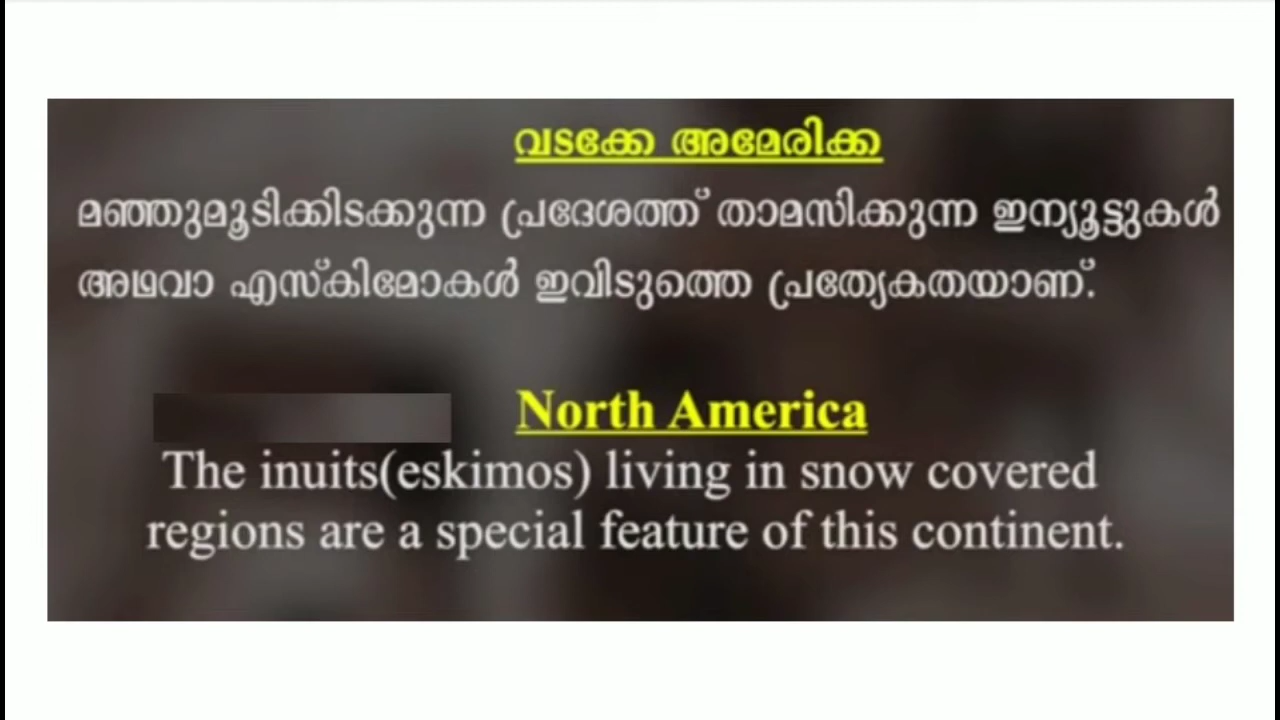 വടക്കേ അമേരിക്ക
മഞ്ഞുമൂടിക്കിടക്കുന്ന പ്രദേശത്ത് താമസിക്കുന്ന ഇന്യൂട്ടുകൾ
അഥവാ എസ്കിമോകൾ ഇവിടുത്തെ പ്രത്യേകതയാണ്.
North America
The inuits(eskimos) living in snow covered
regions are a special feature of this continent.